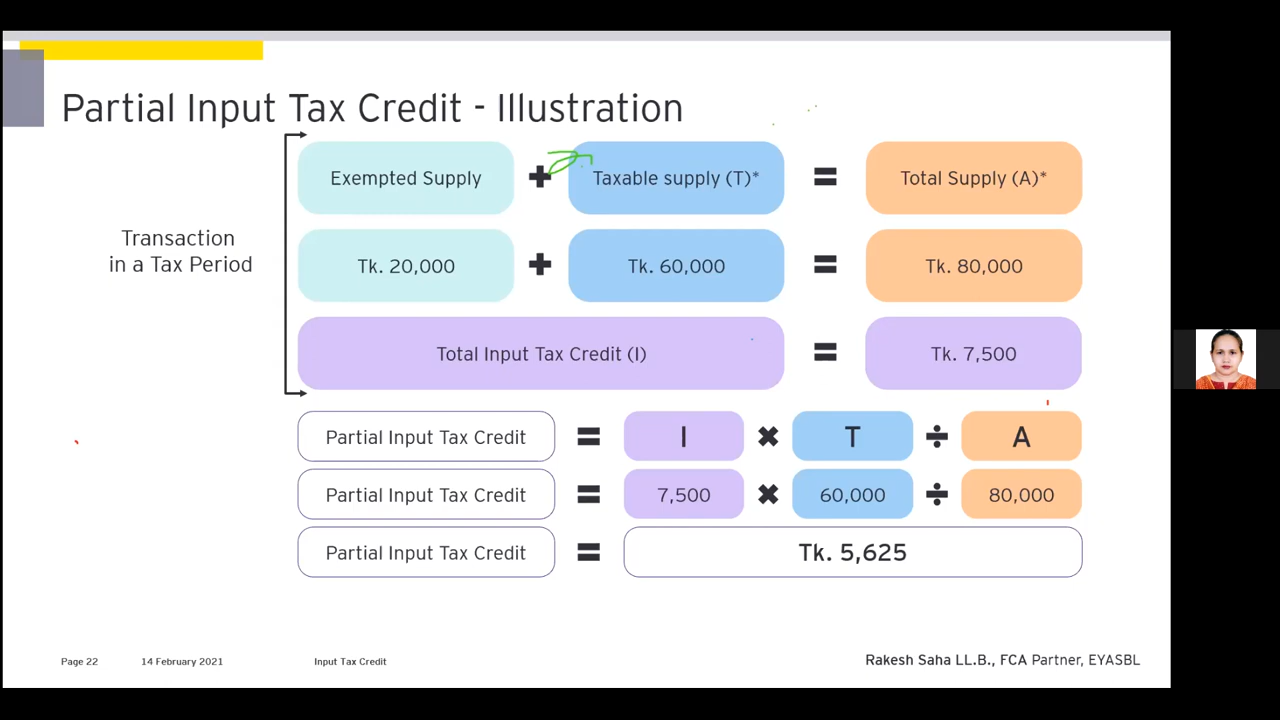 Partial Input Tax Credit - Illustration
Exempted Supply + Taxable supply (T)* = Total Supply (A)*
Transaction
in a Tax Period
Tk. 20,000 + Tk. 60,000 = Tk. 80,000
Total Input Tax Credit (I) = Tk. 7,500
Partial Input Tax Credit = I × T ÷ A
Partial Input Tax Credit = 7,500 × 60,000 ÷ 80,000
Partial Input Tax Credit = Tk. 5,625
Page 22 14 February 2021 Input Tax Credit Rakesh Saha LL.B., FCA Partner, EYASBL